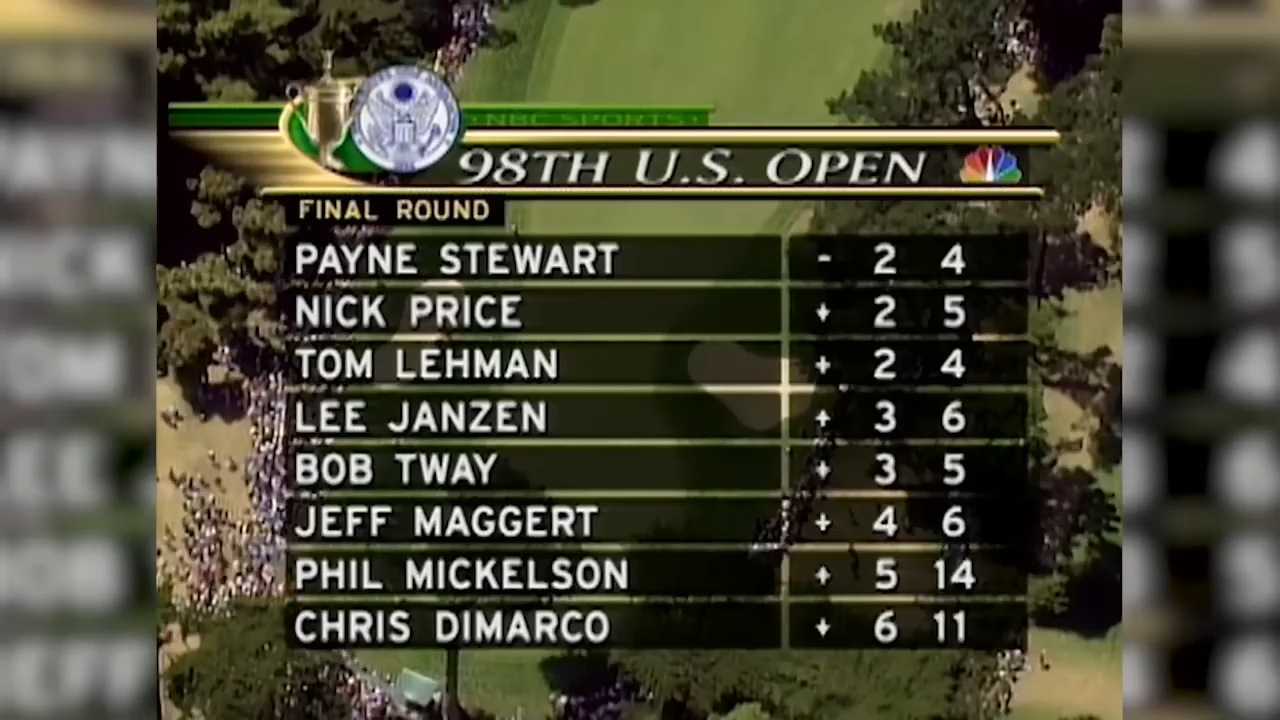 NBC SPORTS
98TH U.S. OPEN
FINAL ROUND
PAYNE STEWART - 2 4
NICK PRICE + 2 5
TOM LEHMAN + 2 4
LEE JANZEN + 3 6
BOB TWAY + 3 5
JEFF MAGGERT + 4 6
PHIL MICKELSON + 5 14
CHRIS DIMARCO + 6 11